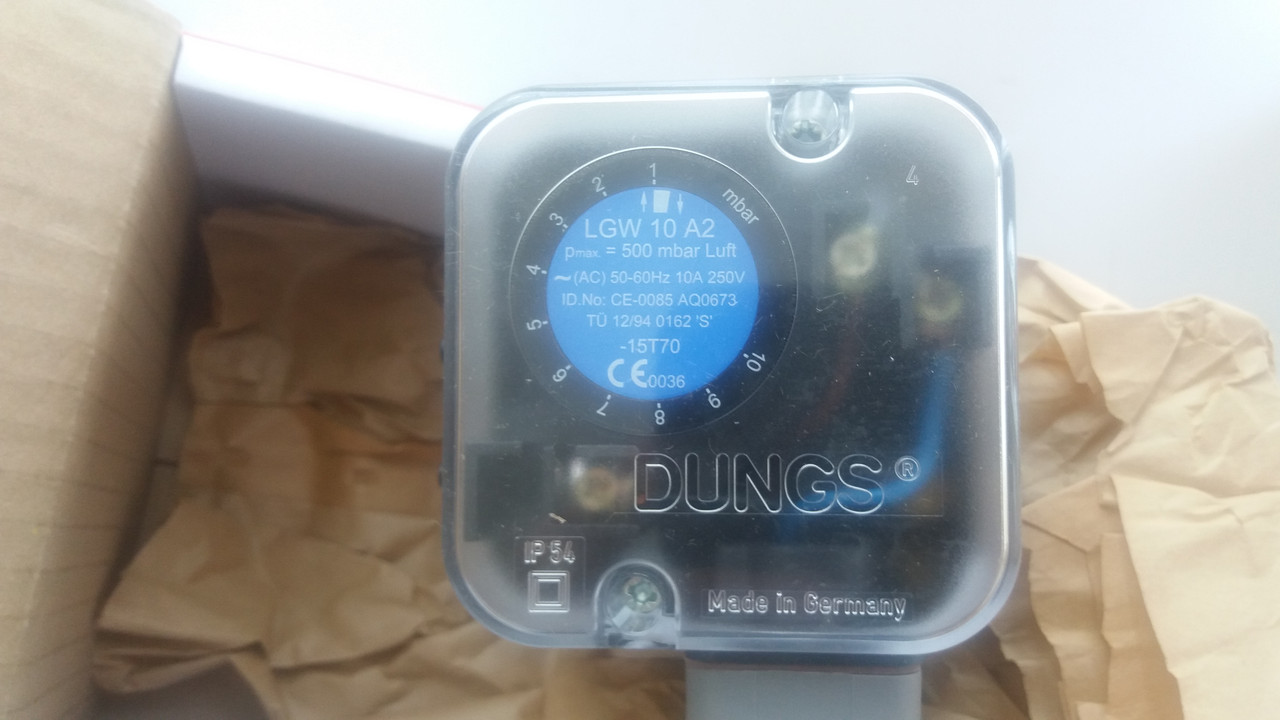 4
1
2
3
4
5
6
7
8
9
10
mbar
LGW 10 A2
pmax. = 500 mbar Luft
~(AC) 50-60Hz 10A 250V
ID.No: CE-0085 AQ0673
TÜ 12/94 0162 'S'
-15T70
CE0036
DUNGS®
IP 54
Made in Germany